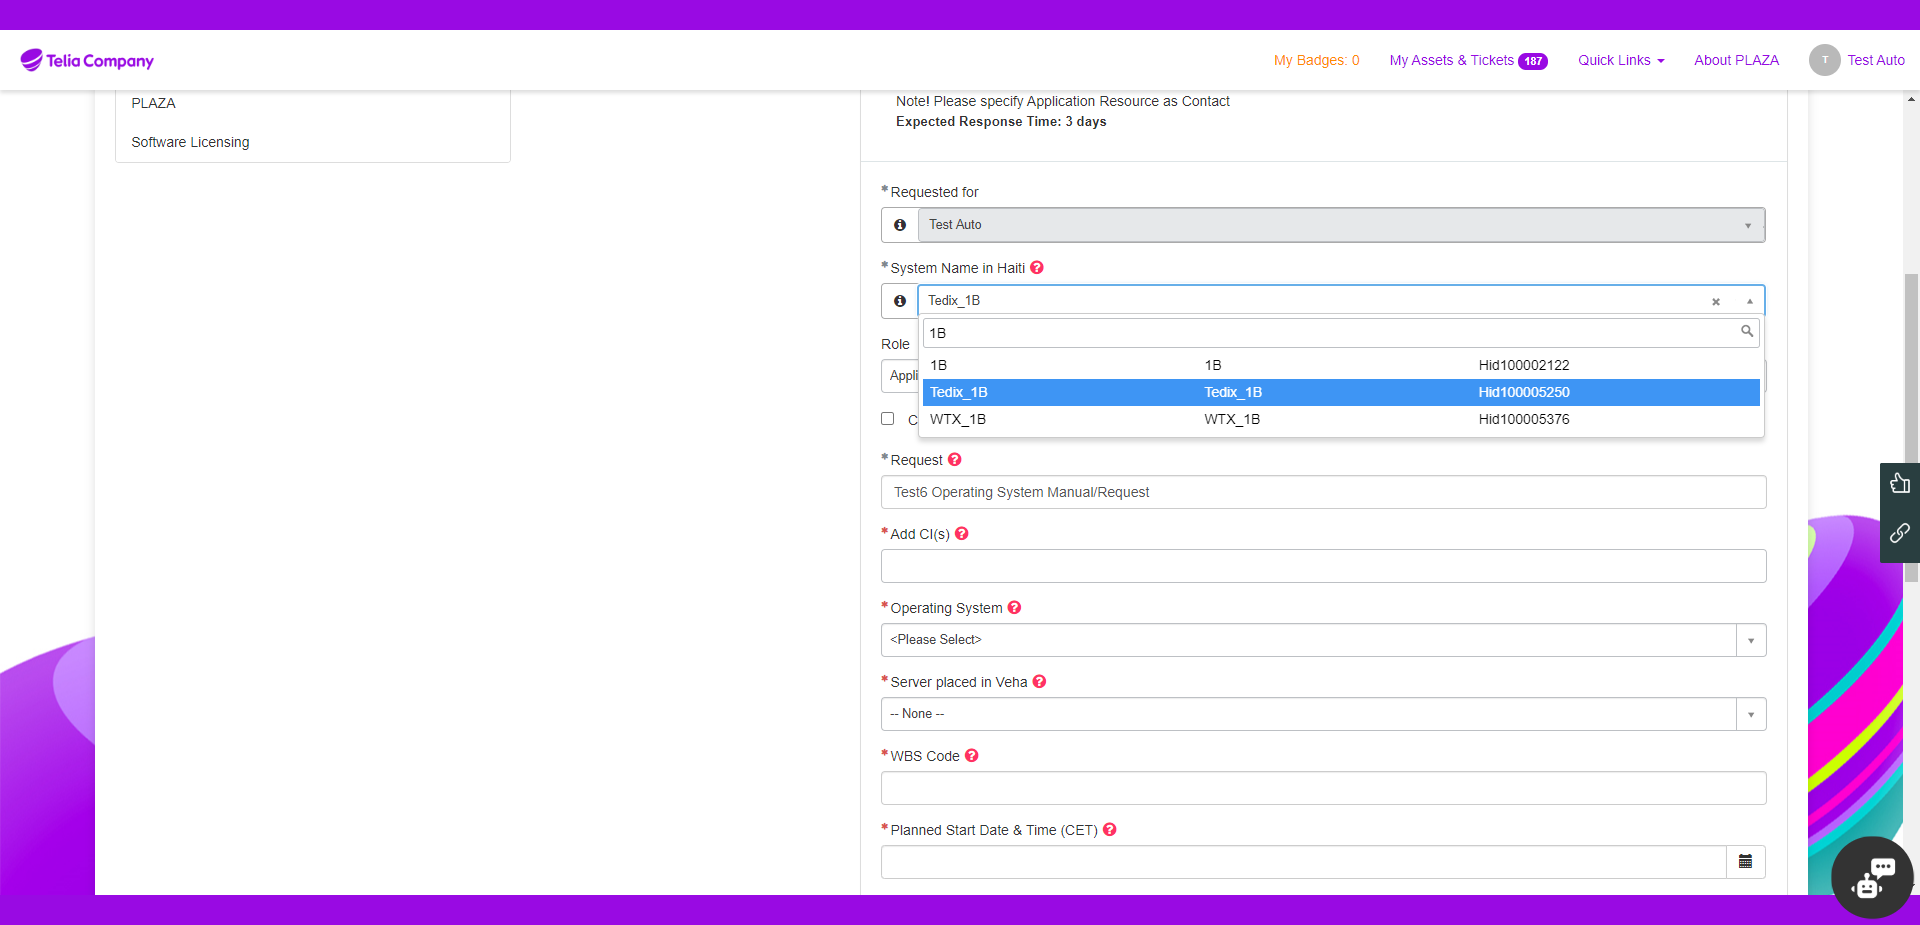 Telia Company
My Badges: 0
My Assets & Tickets 187
Quick Links
About PLAZA
T
Test Auto
PLAZA
Software Licensing
Note! Please specify Application Resource as Contact
Expected Response Time: 3 days
*Requested for
Test Auto
*System Name in Haiti
Tedix_1B
1B
1B 1B Hid100002122
Tedix_1B Tedix_1B Hid100005250
WTX_1B WTX_1B Hid100005376
Role
Appli
C
*Request
Test6 Operating System Manual/Request
*Add CI(s)
*Operating System
<Please Select>
*Server placed in Veha
-- None --
*WBS Code
*Planned Start Date & Time (CET)